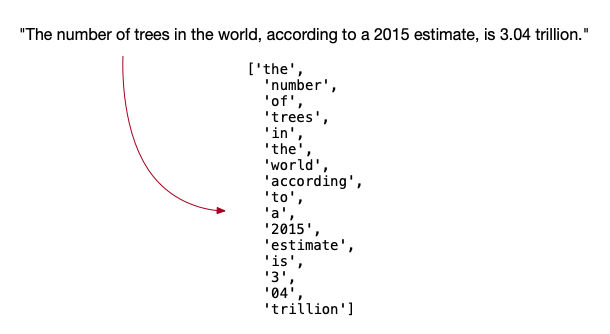 "The number of trees in the world, according to a 2015 estimate, is 3.04 trillion."
['the',
'number',
'of',
'trees',
'in',
'the',
'world',
'according',
'to',
'a',
'2015',
'estimate',
'is',
'3',
'04',
'trillion']